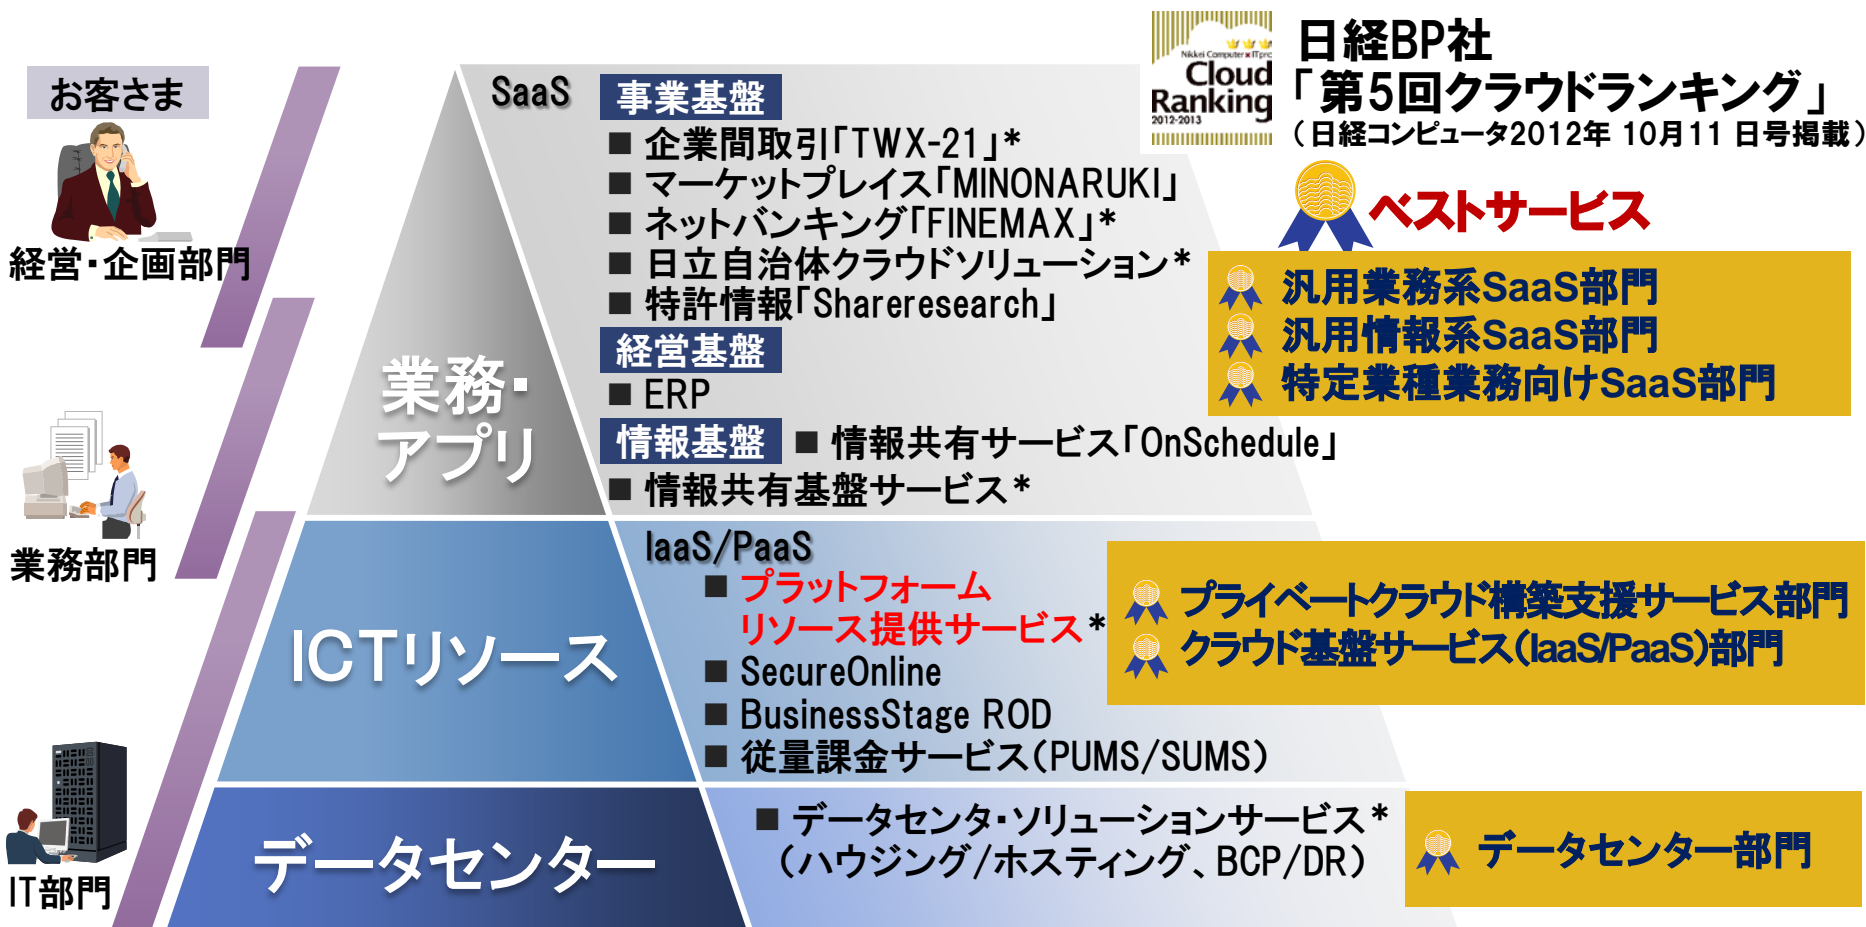 お客さま
経営・企画部門
業務部門
IT部門
業務・
アプリ
ICTリソース
データセンター
SaaS
事業基盤
■ 企業間取引「TWX-21」*
■ マーケットプレイス「MINONARUKI」
■ ネットバンキング「FINEMAX」*
■ 日立自治体クラウドソリューション*
■ 特許情報「Shareresearch」
経営基盤
■ ERP
情報基盤 ■ 情報共有サービス「OnSchedule」
■ 情報共有基盤サービス*
IaaS/PaaS
■ プラットフォーム
リソース提供サービス*
■ SecureOnline
■ BusinessStage ROD
■ 従量課金サービス(PUMS/SUMS)
■ データセンタ・ソリューションサービス*
(ハウジング/ホスティング、BCP/DR)
Nikkei Computer × ITpro
Cloud
Ranking
2012-2013
日経BP社
「第5回クラウドランキング」
(日経コンピュータ2012年 10月11 日号掲載)
ベストサービス
汎用業務系SaaS部門
汎用情報系SaaS部門
特定業種業務向けSaaS部門
プライベートクラウド構築支援サービス部門
クラウド基盤サービス(IaaS/PaaS)部門
データセンター部門